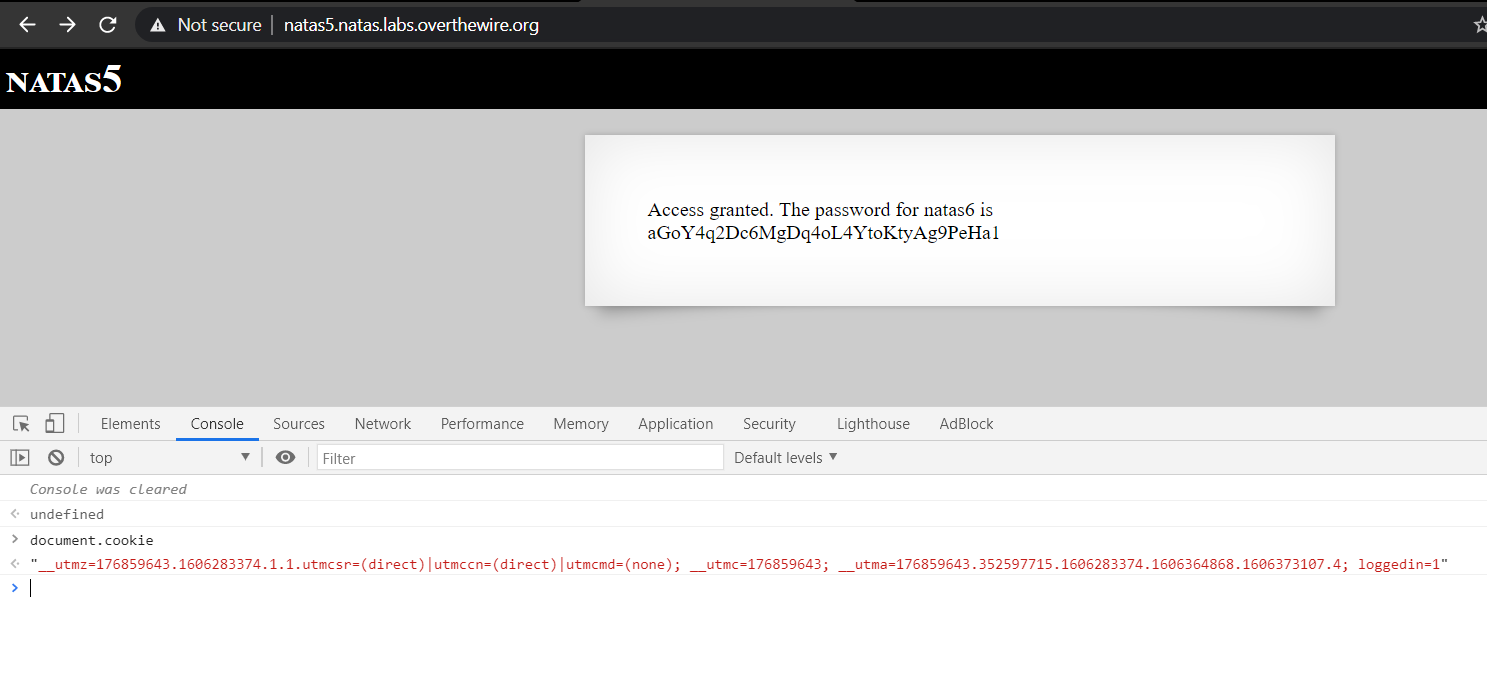 Not secure | natas5.natas.labs.overthewire.org
NATAS5
Access granted. The password for natas6 is
aGoY4q2Dc6MgDq4oL4YtoKtyAg9PeHa1
Elements Console Sources Network Performance Memory Application Security Lighthouse AdBlock
top Filter Default levels
Console was cleared
undefined
document.cookie
"__utmz=176859643.1606283374.1.1.utmcsr=(direct)|utmccn=(direct)|utmcmd=(none); __utmc=176859643; __utma=176859643.352597715.1606283374.1606364868.1606373107.4; loggedin=1"